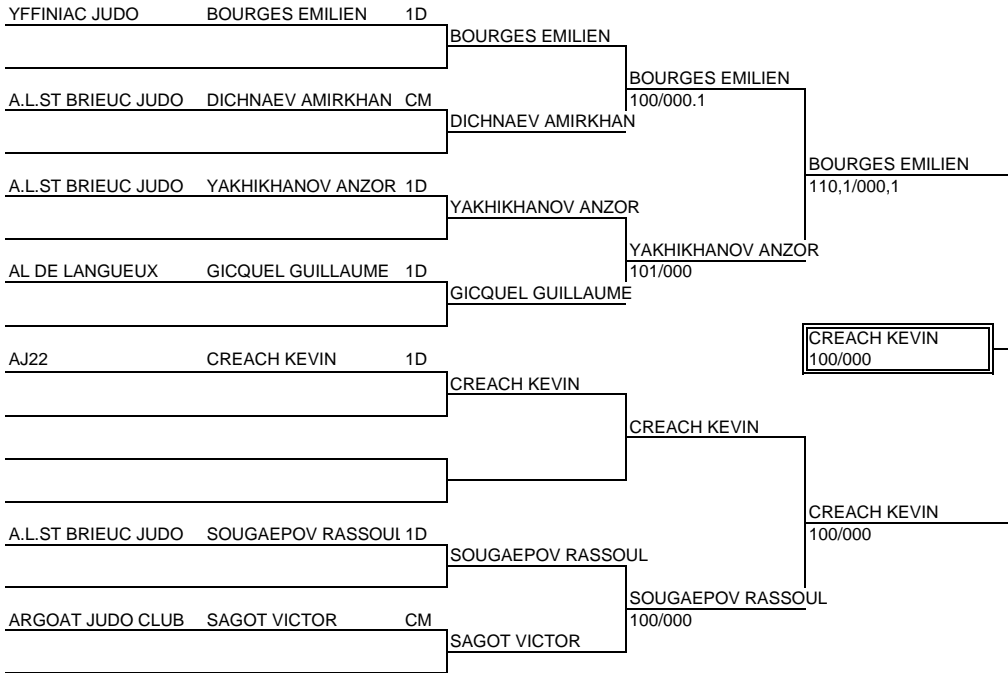 YFFINIAC JUDO BOURGES EMILIEN 1D
BOURGES EMILIEN
BOURGES EMILIEN
100/000.1
A.L.ST BRIEUC JUDO DICHNAEV AMIRKHAN CM
DICHNAEV AMIRKHAN
BOURGES EMILIEN
110,1/000,1
A.L.ST BRIEUC JUDO YAKHIKHANOV ANZOR 1D
YAKHIKHANOV ANZOR
YAKHIKHANOV ANZOR
101/000
AL DE LANGUEUX GICQUEL GUILLAUME 1D
GICQUEL GUILLAUME
CREACH KEVIN
100/000
AJ22 CREACH KEVIN 1D
CREACH KEVIN
CREACH KEVIN
CREACH KEVIN
100/000
A.L.ST BRIEUC JUDO SOUGAEPOV RASSOUL 1D
SOUGAEPOV RASSOUL
SOUGAEPOV RASSOUL
100/000
ARGOAT JUDO CLUB SAGOT VICTOR CM
SAGOT VICTOR